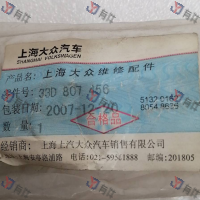 上海大众汽车
SHANGHAI VOLKSWAGEN
产品名: 上海大众维修配件
零件号: 33D 807 456
包装日期: 2007-12-20
数量: 1
合格品
经销商: 上海上汽大众汽车销售有限公司
电话: 021-59561888 邮编: 201805